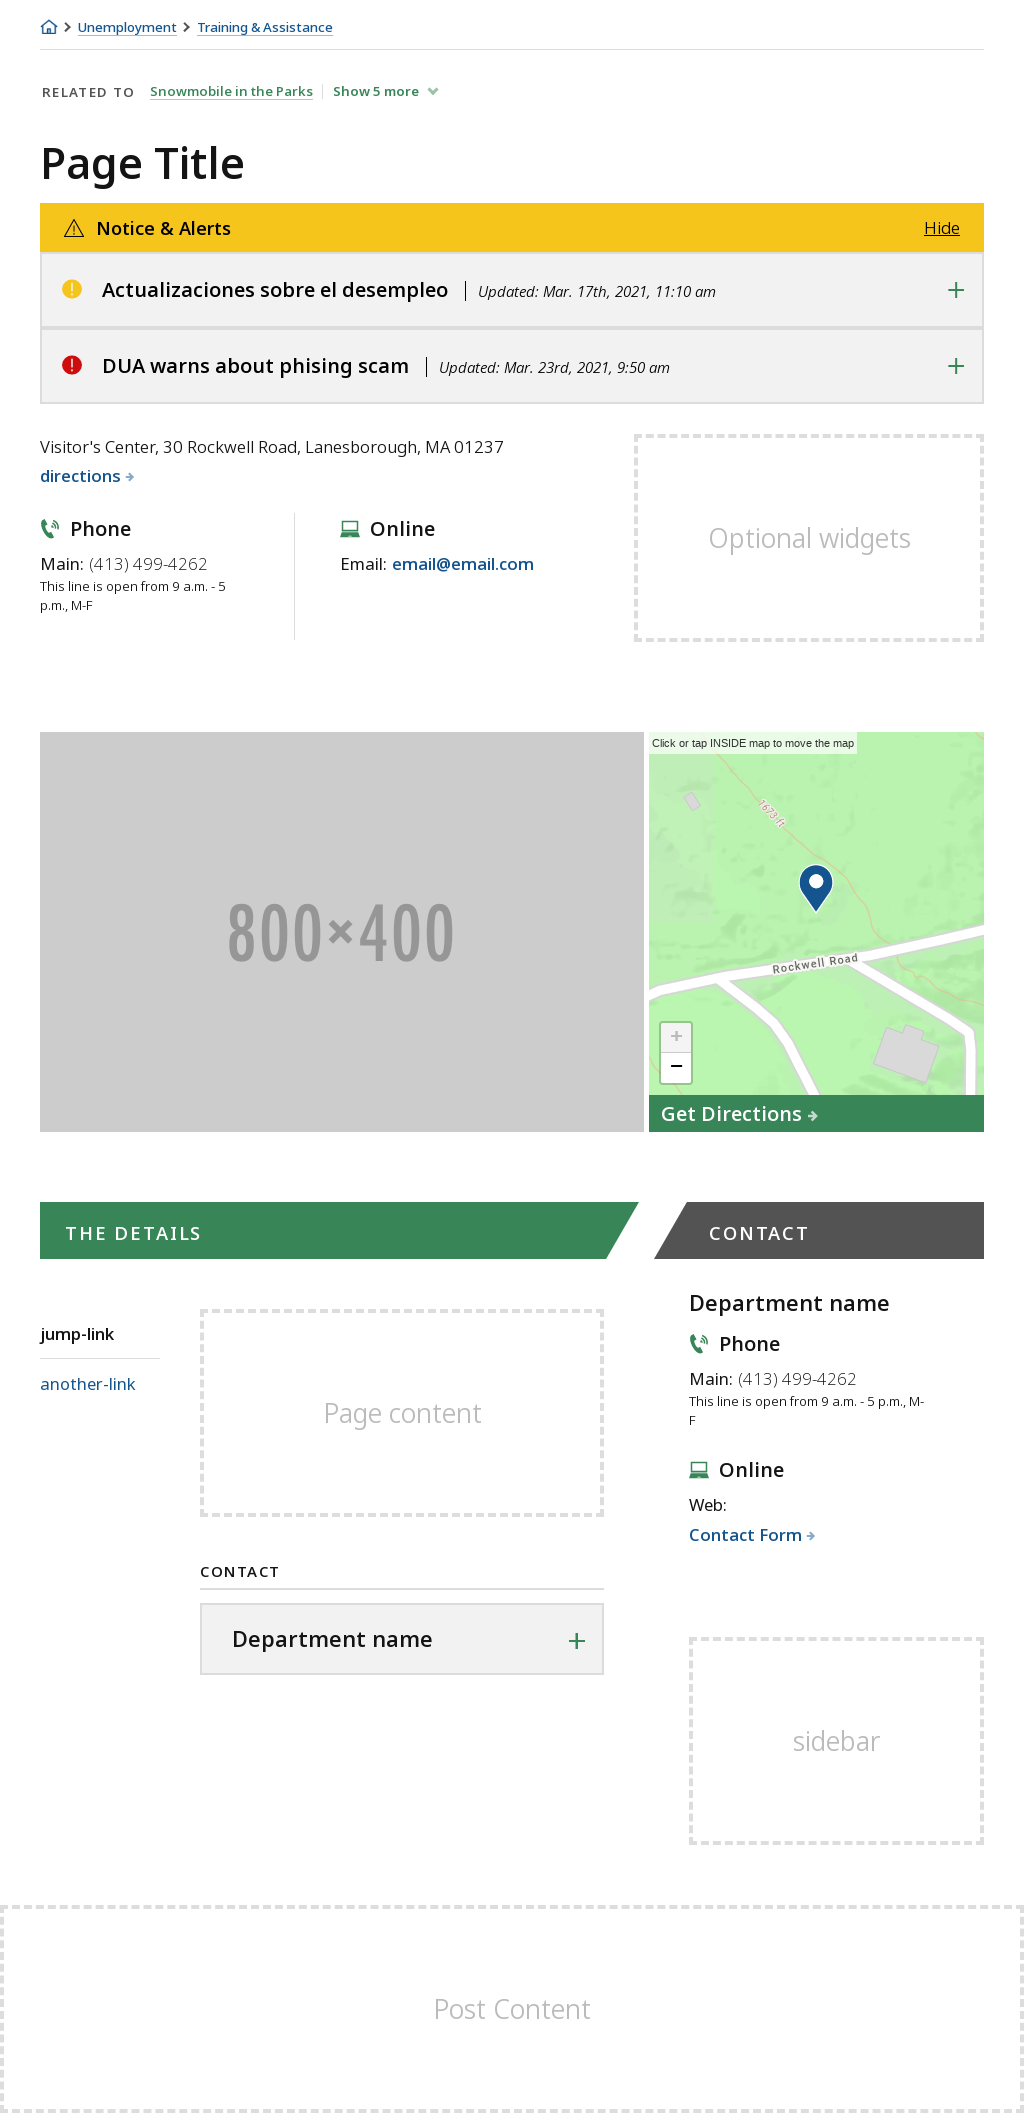 Unemployment Training & Assistance
RELATED TO Snowmobile in the Parks Show 5 more
Page Title
Notice & Alerts Hide
Actualizaciones sobre el desempleo Updated: Mar. 17th, 2021, 11:10 am
DUA warns about phising scam Updated: Mar. 23rd, 2021, 9:50 am
Visitor's Center, 30 Rockwell Road, Lanesborough, MA 01237
directions
Optional widgets
Phone
Main: (413) 499-4262
This line is open from 9 a.m. - 5
p.m., M-F
Online
Email: email@email.com
800×400
Click or tap INSIDE map to move the map
1673 ft
Rockwell Road
+
−
Get Directions
THE DETAILS
CONTACT
jump-link
another-link
Page content
CONTACT
Department name
Department name
Phone
Main: (413) 499-4262
This line is open from 9 a.m. - 5 p.m., M-
F
Online
Web:
Contact Form
sidebar
Post Content